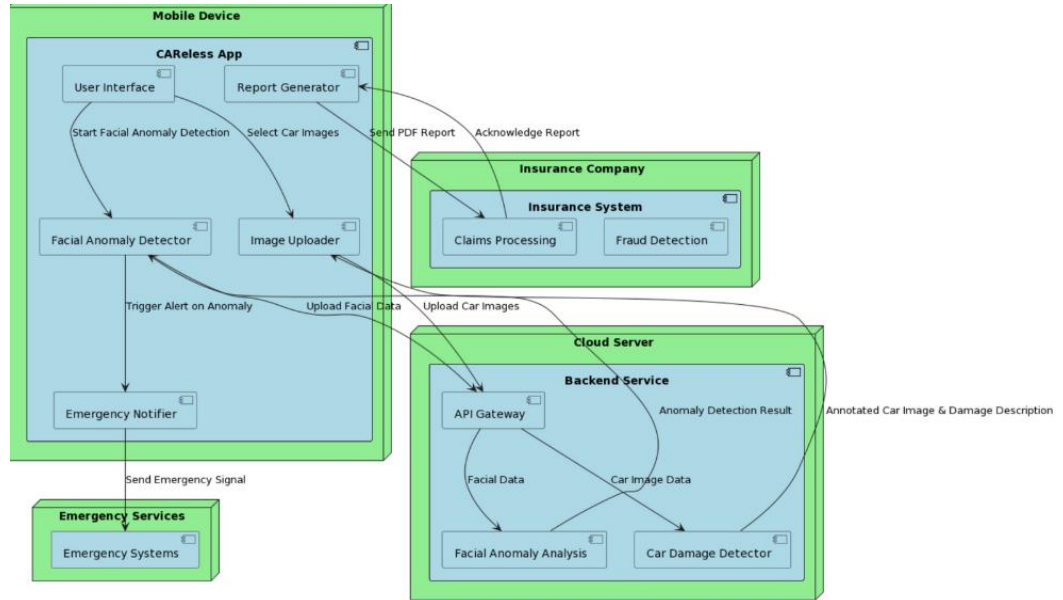 Mobile Device
CAReless App
User Interface
Report Generator
Start Facial Anomaly Detection
Select Car Images
Send PDF Report
Acknowledge Report
Insurance Company
Insurance System
Claims Processing
Fraud Detection
Facial Anomaly Detector
Image Uploader
Trigger Alert on Anomaly
Upload Facial Data
Upload Car Images
Cloud Server
Backend Service
API Gateway
Emergency Notifier
Anomaly Detection Result
Annotated Car Image & Damage Description
Send Emergency Signal
Facial Data
Car Image Data
Emergency Services
Emergency Systems
Facial Anomaly Analysis
Car Damage Detector